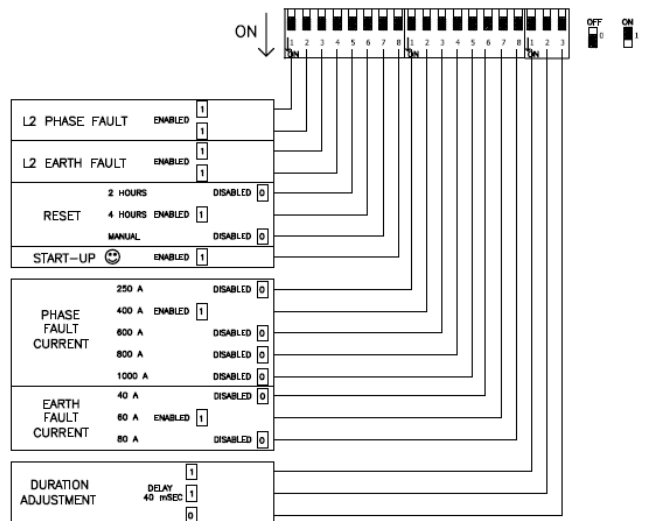 ON
OFF ON
0 1
1 2 3 4 5 6 7 8 1 2 3 4 5 6 7 8 1 2 3
ON ON ON
L2 PHASE FAULT ENABLED 1
1
L2 EARTH FAULT ENABLED 1
1
RESET
2 HOURS DISABLED 0
4 HOURS ENABLED 1
MANUAL DISABLED 0
START-UP ENABLED 1
PHASE FAULT CURRENT
250 A DISABLED 0
400 A ENABLED 1
600 A DISABLED 0
800 A DISABLED 0
1000 A DISABLED 0
EARTH FAULT CURRENT
40 A DISABLED 0
60 A ENABLED 1
80 A DISABLED 0
DURATION ADJUSTMENT
1
DELAY 40 mSEC 1
0